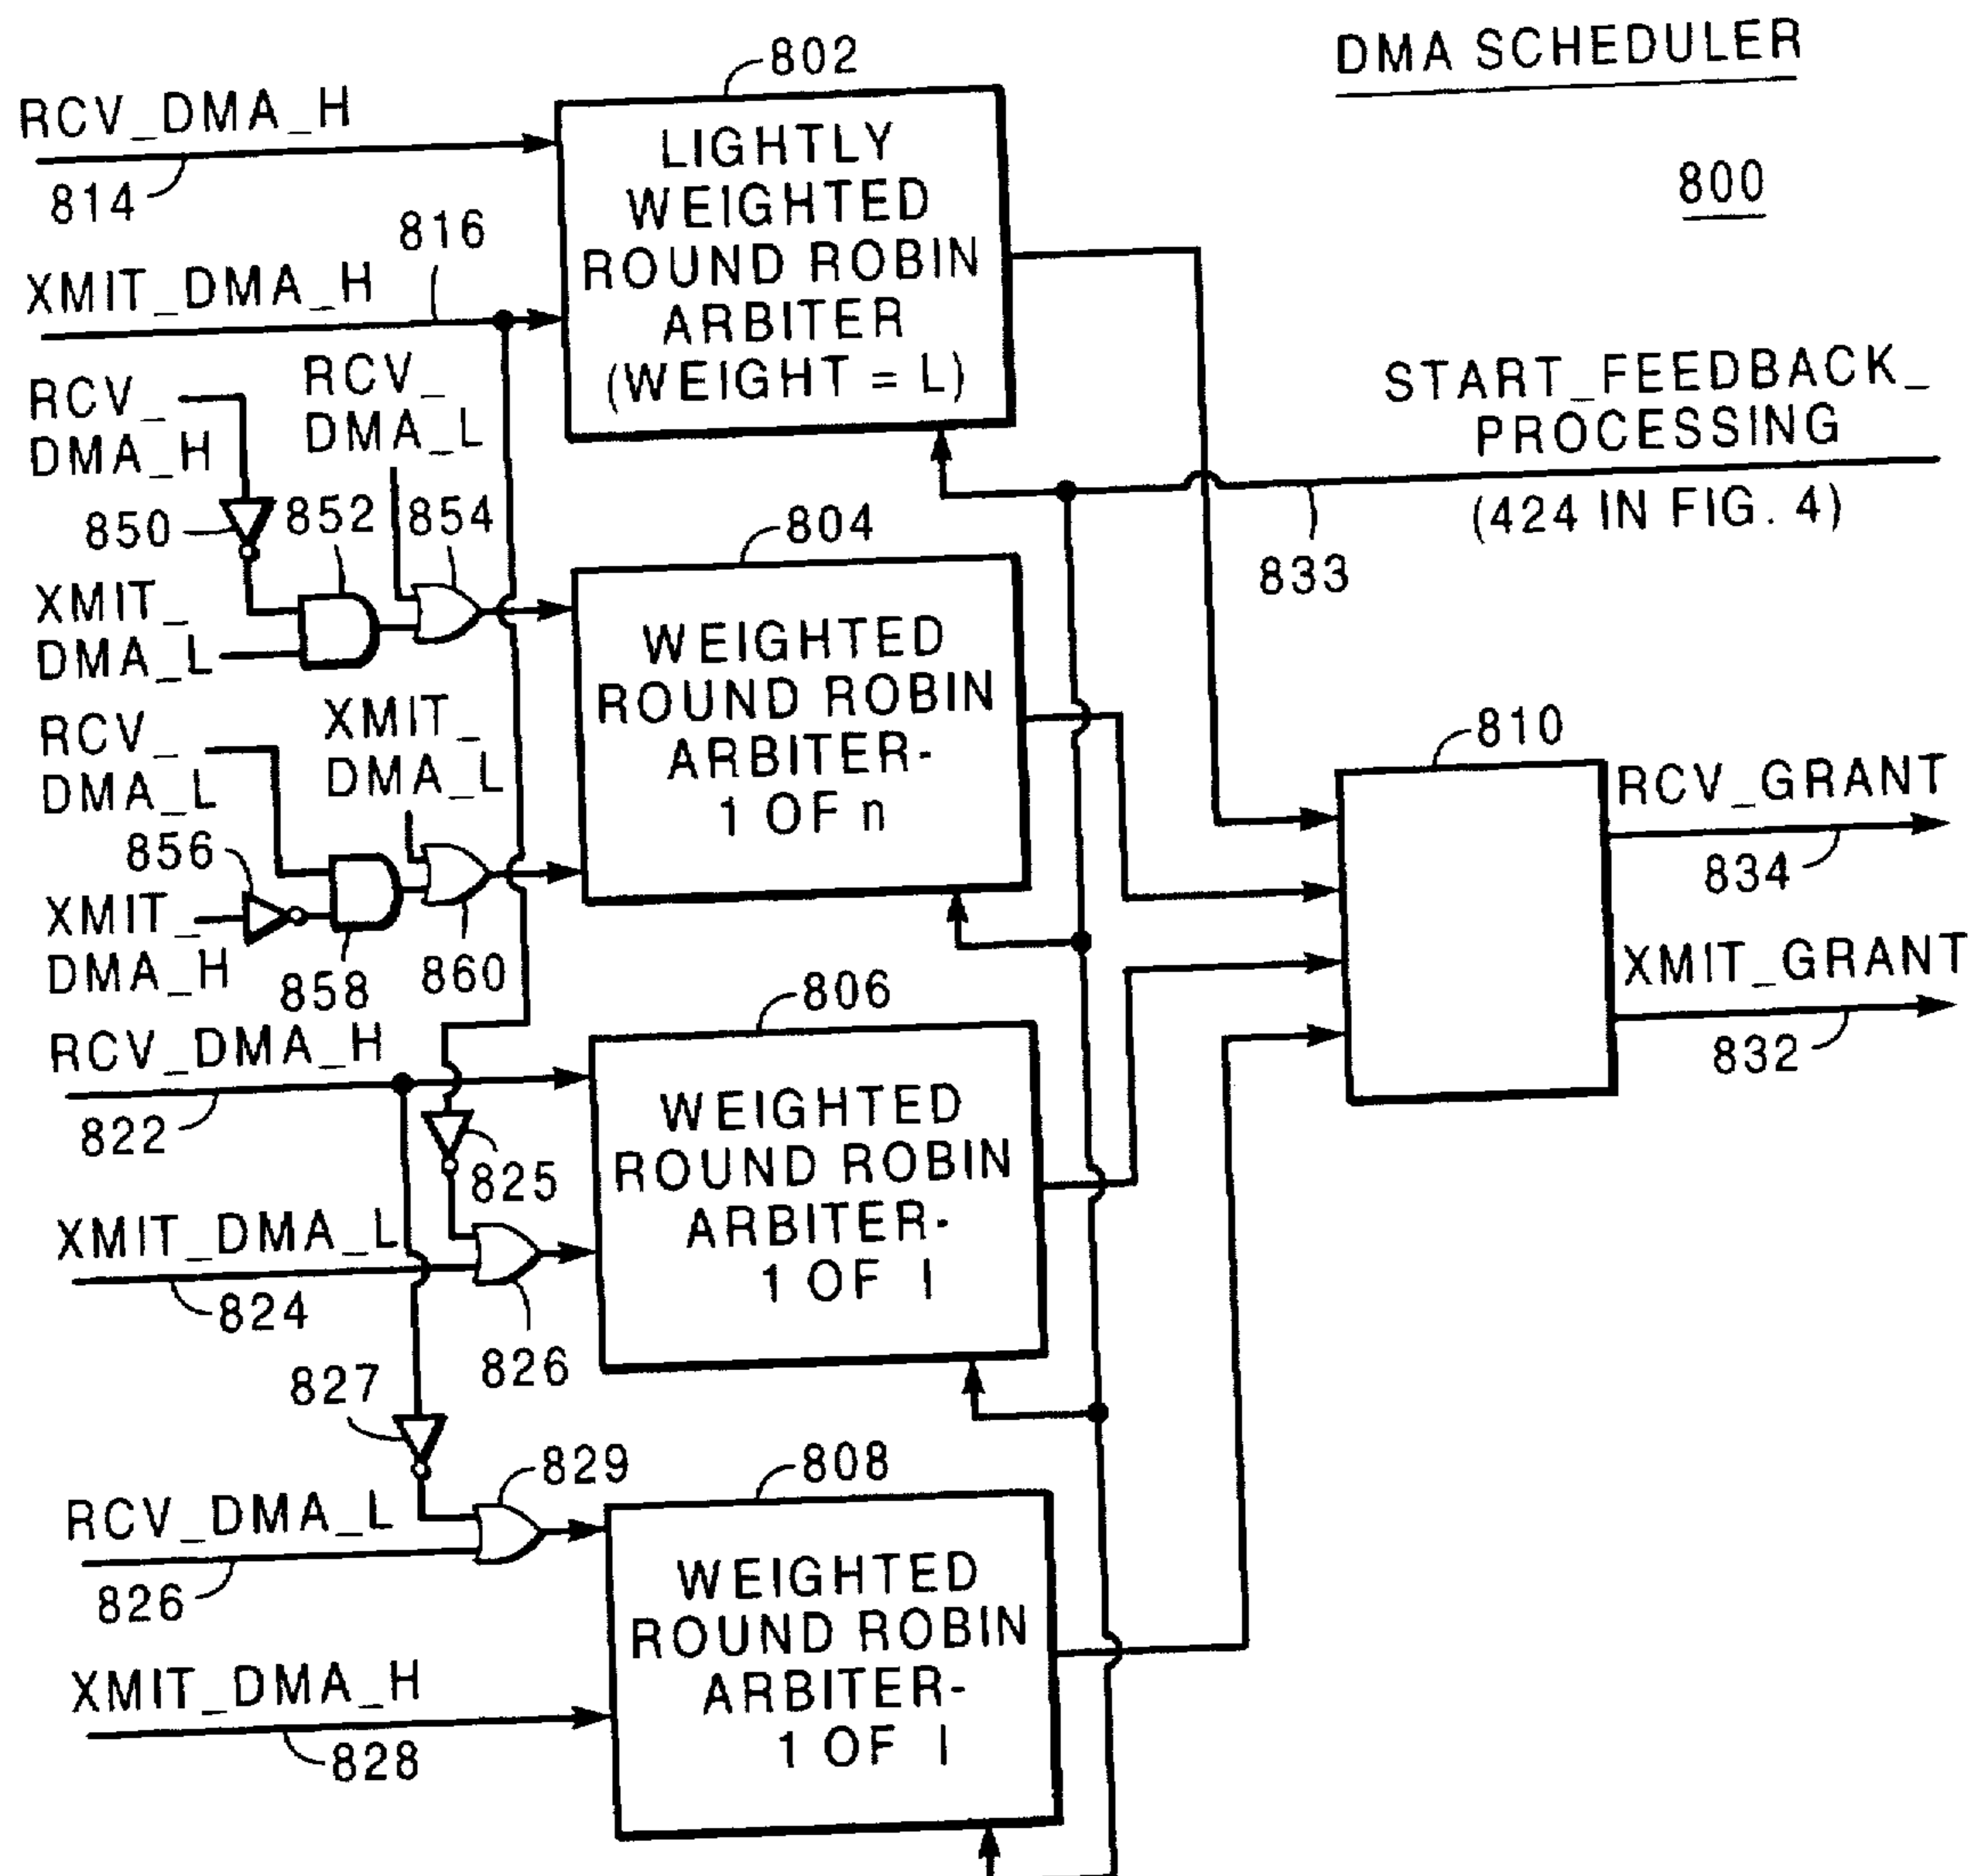 DMA SCHEDULER
800
802
RCV_DMA_H
814
816
XMIT_DMA_H
LIGHTLY
WEIGHTED
ROUND ROBIN
ARBITER
(WEIGHT = L)
RCV_
DMA_H
RCV_
DMA_L
START_FEEDBACK_
PROCESSING
(424 IN FIG. 4)
833
850
852
854
804
XMIT_
DMA_L
WEIGHTED
ROUND ROBIN
ARBITER-
1 OF n
RCV_
DMA_L
XMIT_
DMA_L
856
XMIT_
DMA_H
858
860
810
RCV_GRANT
834
XMIT_GRANT
832
806
RCV_DMA_H
822
825
WEIGHTED
ROUND ROBIN
ARBITER-
1 OF l
XMIT_DMA_L
824
826
827
829
808
RCV_DMA_L
826
WEIGHTED
ROUND ROBIN
ARBITER-
1 OF l
XMIT_DMA_H
828